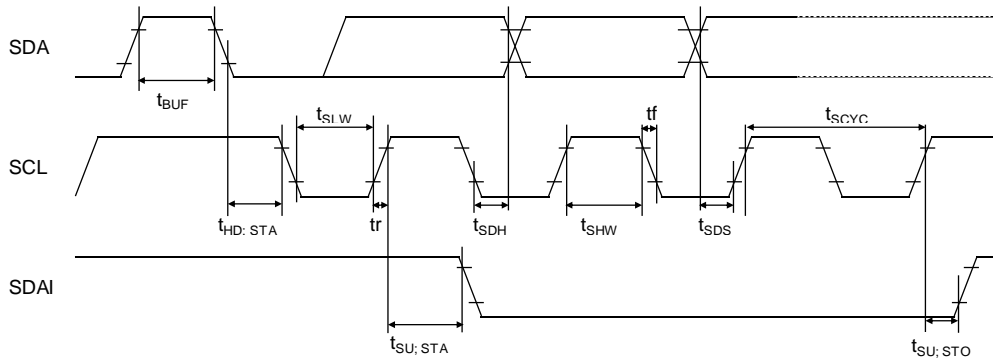 SDA
tBUF
tSLW
tf
tSCYC
SCL
tHD: STA
tr
tSDH
tSHW
tSDS
SDAI
tSU; STA
tSU; STO